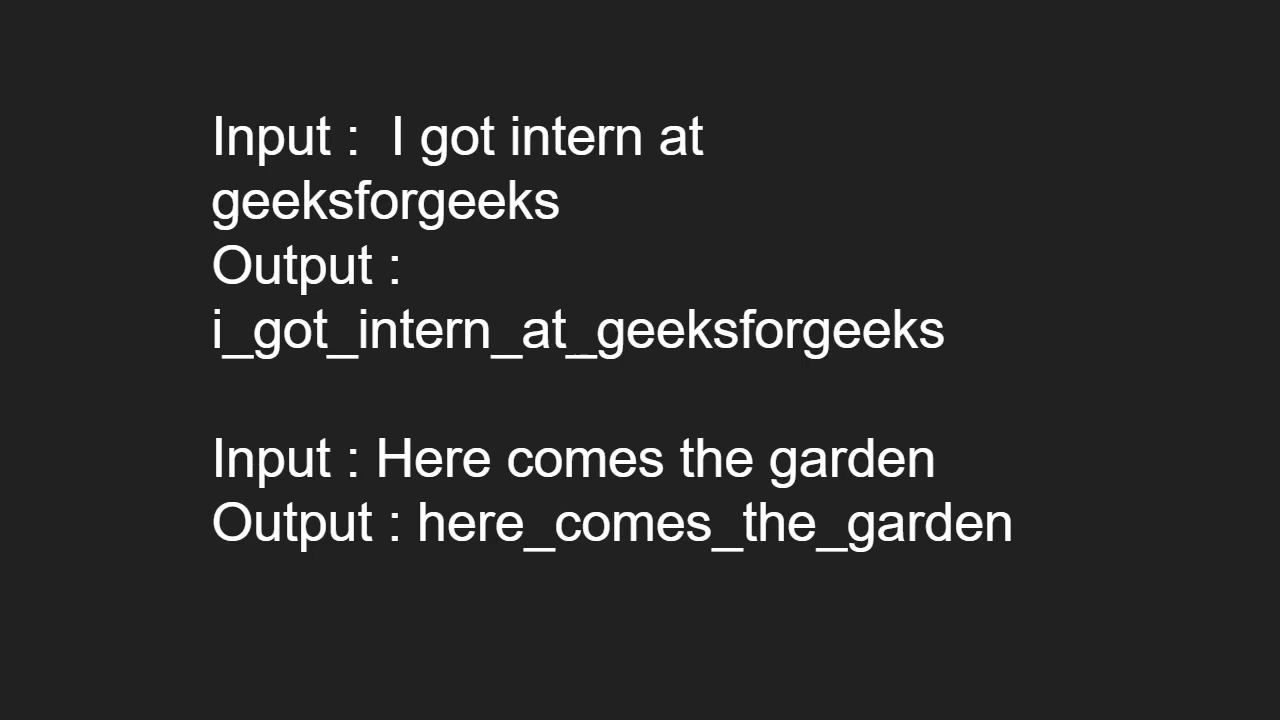 Input :  I got intern at
geeksforgeeks
Output :
i_got_intern_at_geeksforgeeks
Input : Here comes the garden
Output : here_comes_the_garden